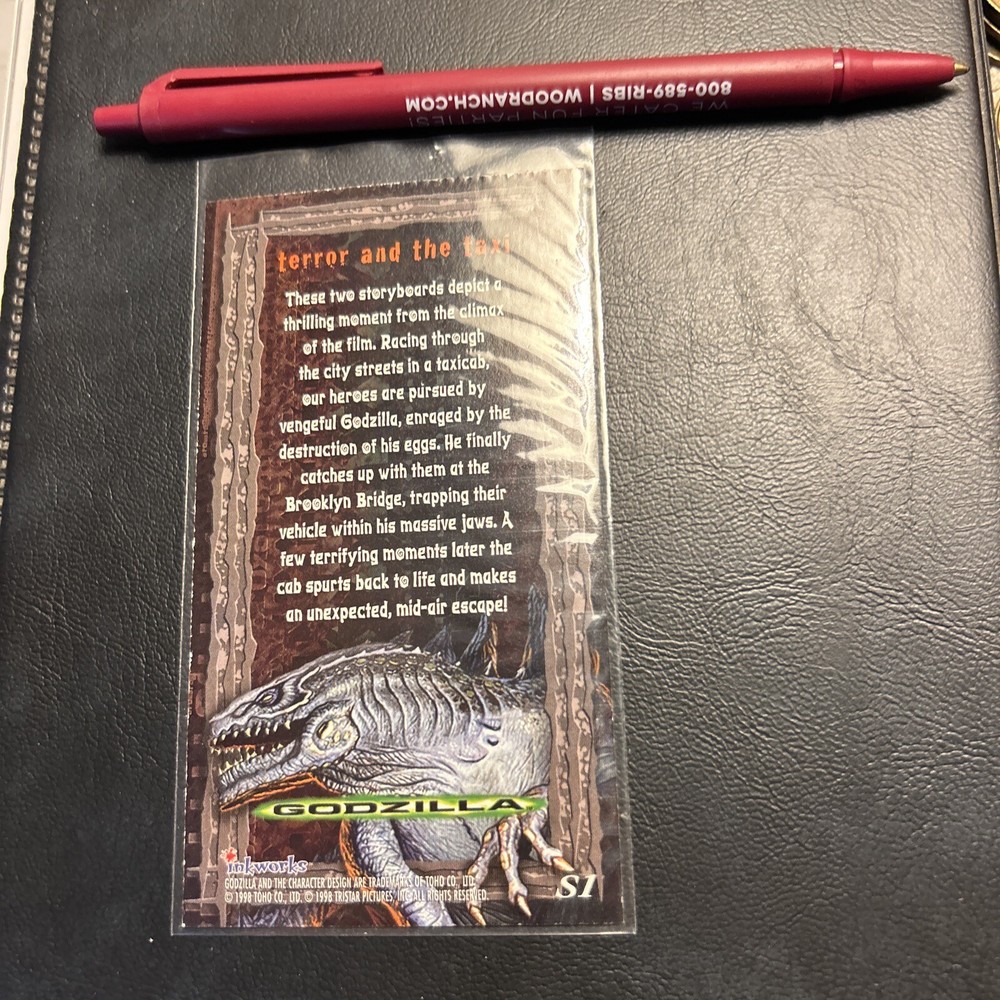 800-589-RIBS | WOODRANCH.COM
WE CATER FUN PARTIES!
terror and the taxi
These two storyboards depict a
thrilling moment from the climax
of the film. Racing through
the city streets in a taxicab,
our heroes are pursued by
vengeful Godzilla, enraged by the
destruction of his eggs. He finally
catches up with them at the
Brooklyn Bridge, trapping their
vehicle within his massive jaws. A
few terrifying moments later the
cab spurts back to life and makes
an unexpected, mid-air escape!
GODZILLA
inkworks
GODZILLA AND THE CHARACTER DESIGN ARE TRADEMARKS OF TOHO CO., LTD.
© 1998 TOHO CO., LTD. © 1998 TRISTAR PICTURES, INC. ALL RIGHTS RESERVED.
S1